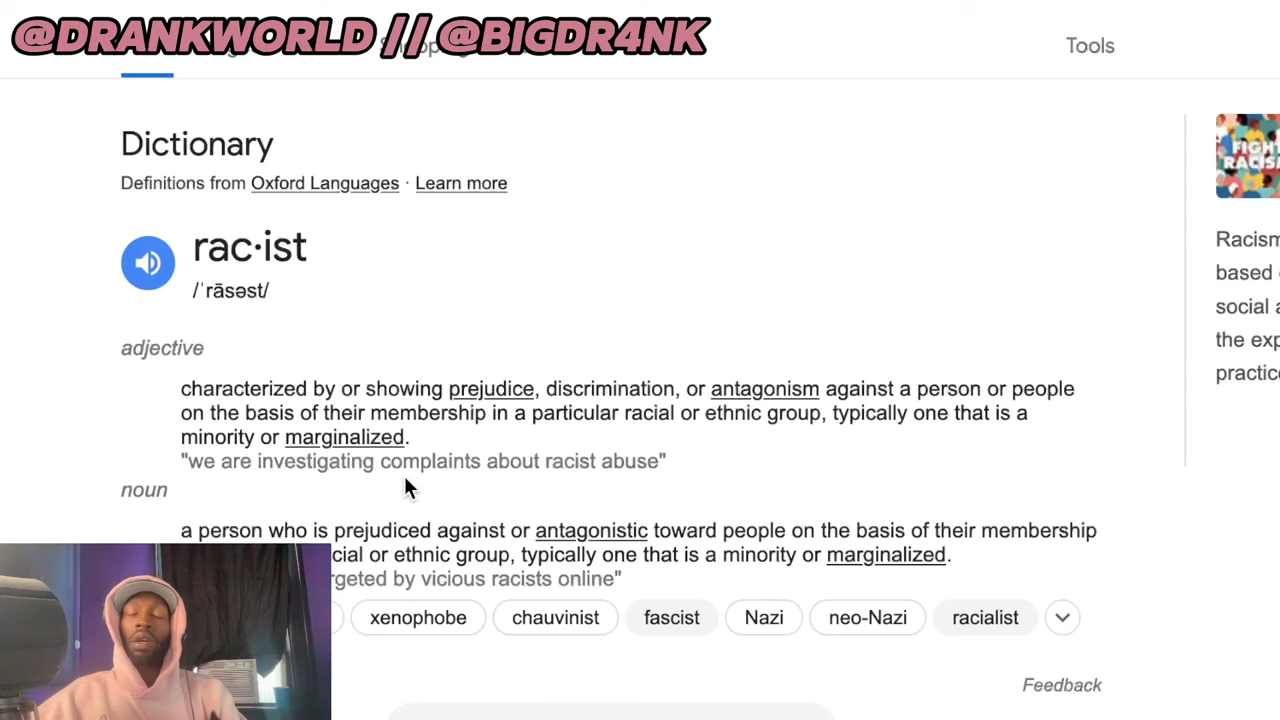 @DRANKWORLD // @BIGDR4NK
Tools
Dictionary
Definitions from Oxford Languages · Learn more
rac·ist
/ˈrāsəst/
adjective
characterized by or showing prejudice, discrimination, or antagonism against a person or people
on the basis of their membership in a particular racial or ethnic group, typically one that is a
minority or marginalized.
"we are investigating complaints about racist abuse"
noun
a person who is prejudiced against or antagonistic toward people on the basis of their membership
cial or ethnic group, typically one that is a minority or marginalized.
rgeted by vicious racists online"
xenophobe
chauvinist
fascist
Nazi
neo-Nazi
racialist
Feedback
FIGHT
RACISM
Racism
based
social a
the exp
practice